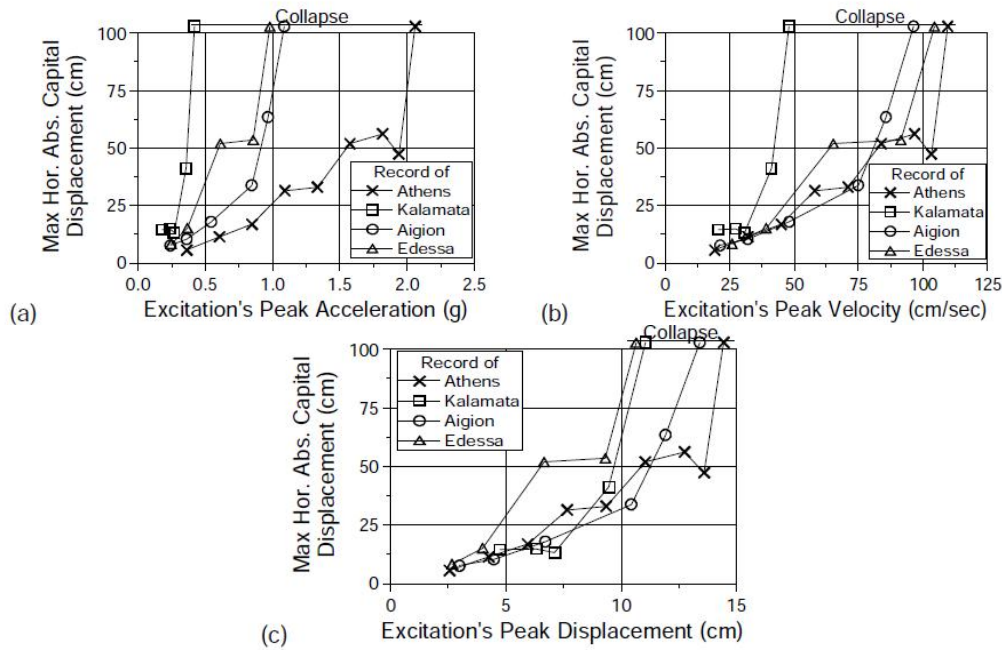 Collapse
100
75
50
25
0
Max Hor. Abs. Capital
Displacement (cm)
Record of
Athens
Kalamata
Aigion
Edessa
0.0 0.5 1.0 1.5 2.0 2.5
(a) Excitation's Peak Acceleration (g)
Collapse
100
75
50
25
0
Max Hor. Abs. Capital
Displacement (cm)
Record of
Athens
Kalamata
Aigion
Edessa
0 25 50 75 100 125
(b) Excitation's Peak Velocity (cm/sec)
Collapse
100
75
50
25
0
Max Hor. Abs. Capital
Displacement (cm)
Record of
Athens
Kalamata
Aigion
Edessa
0 5 10 15
(c) Excitation's Peak Displacement (cm)